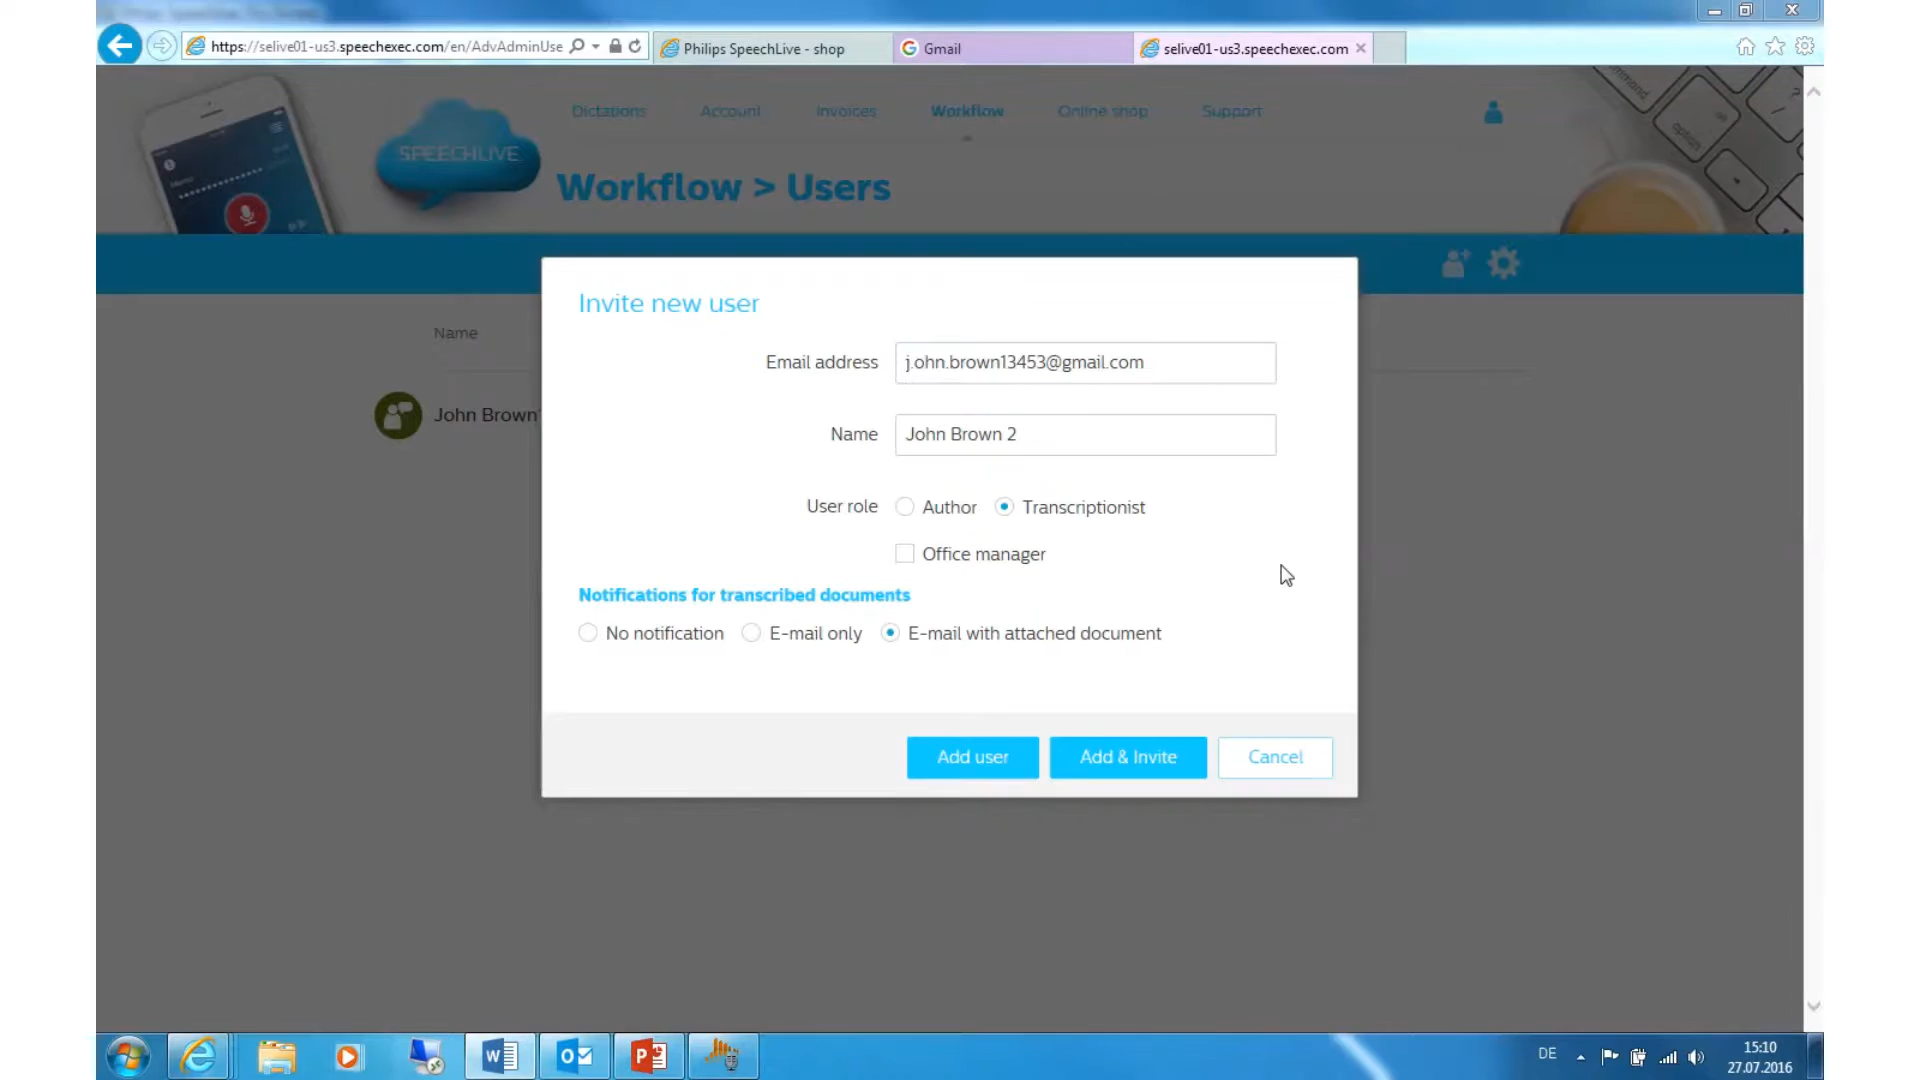 https://selive01-us3.speechexec.com/en/AdvAdminUse
Philips SpeechLive - shop
Gmail
selive01-us3.speechexec.com
Dictations
Account
Invoices
Workflow
Online shop
Support
SPEECHLIVE
Workflow > Users
command
option
Invite new user
Name
Email address
j.ohn.brown13453@gmail.com
John Brown
Name
John Brown 2
User role
Author
Transcriptionist
Office manager
Notifications for transcribed documents
No notification
E-mail only
E-mail with attached document
Add user
Add & Invite
Cancel
DE
15:10
27.07.2016